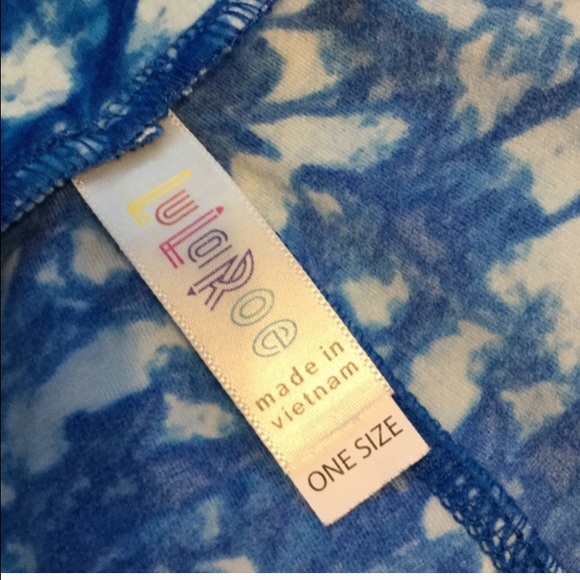 LuLaRoe
made in
vietnam
ONE SIZE